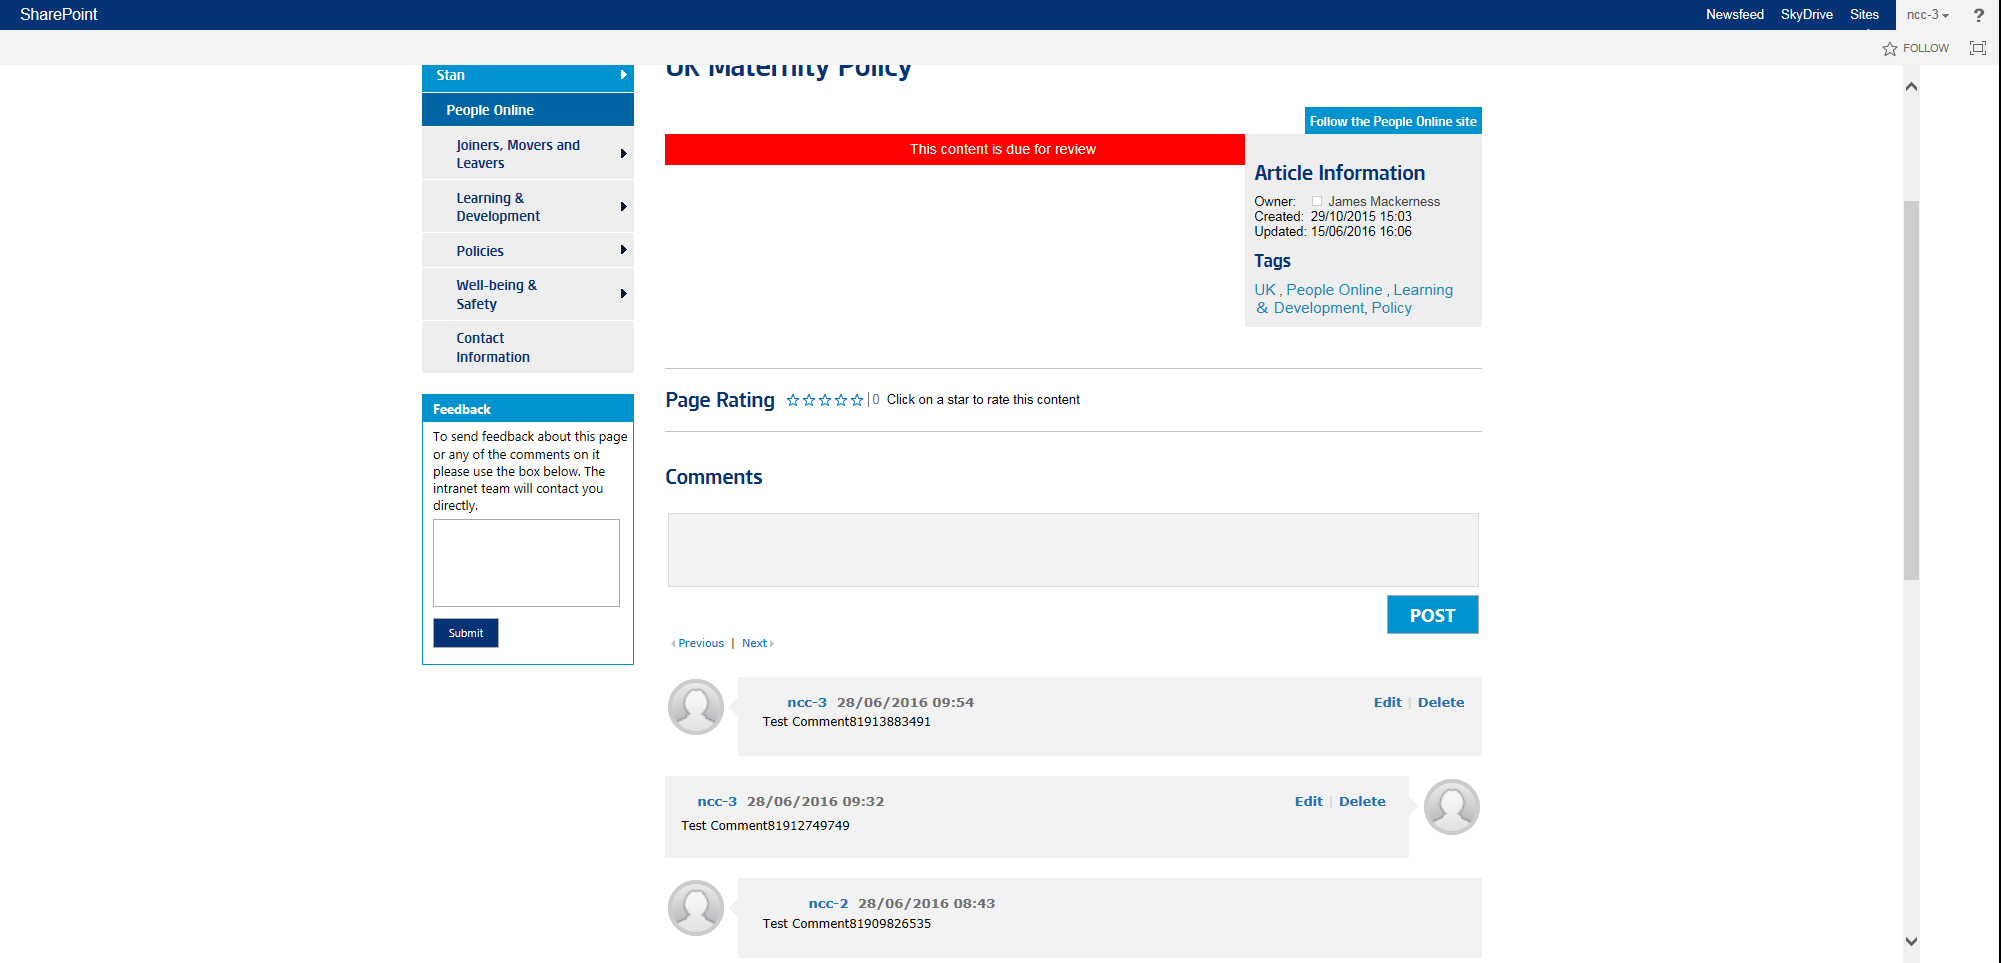 SharePoint
Newsfeed SkyDrive Sites ncc-3 ?
FOLLOW
Stan
People Online
Joiners, Movers and
Leavers
Learning &
Development
Policies
Well-being &
Safety
Contact
Information
Feedback
To send feedback about this page
or any of the comments on it
please use the box below. The
intranet team will contact you
directly.
Submit
UK Maternity Policy
Follow the People Online site
This content is due for review
Article Information
Owner: James Mackerness
Created: 29/10/2015 15:03
Updated: 15/06/2016 16:06
Tags
UK , People Online , Learning
& Development, Policy
Page Rating | 0 Click on a star to rate this content
Comments
POST
Previous | Next
ncc-3 28/06/2016 09:54 Edit | Delete
Test Comment81913883491
ncc-3 28/06/2016 09:32 Edit | Delete
Test Comment81912749749
ncc-2 28/06/2016 08:43
Test Comment81909826535